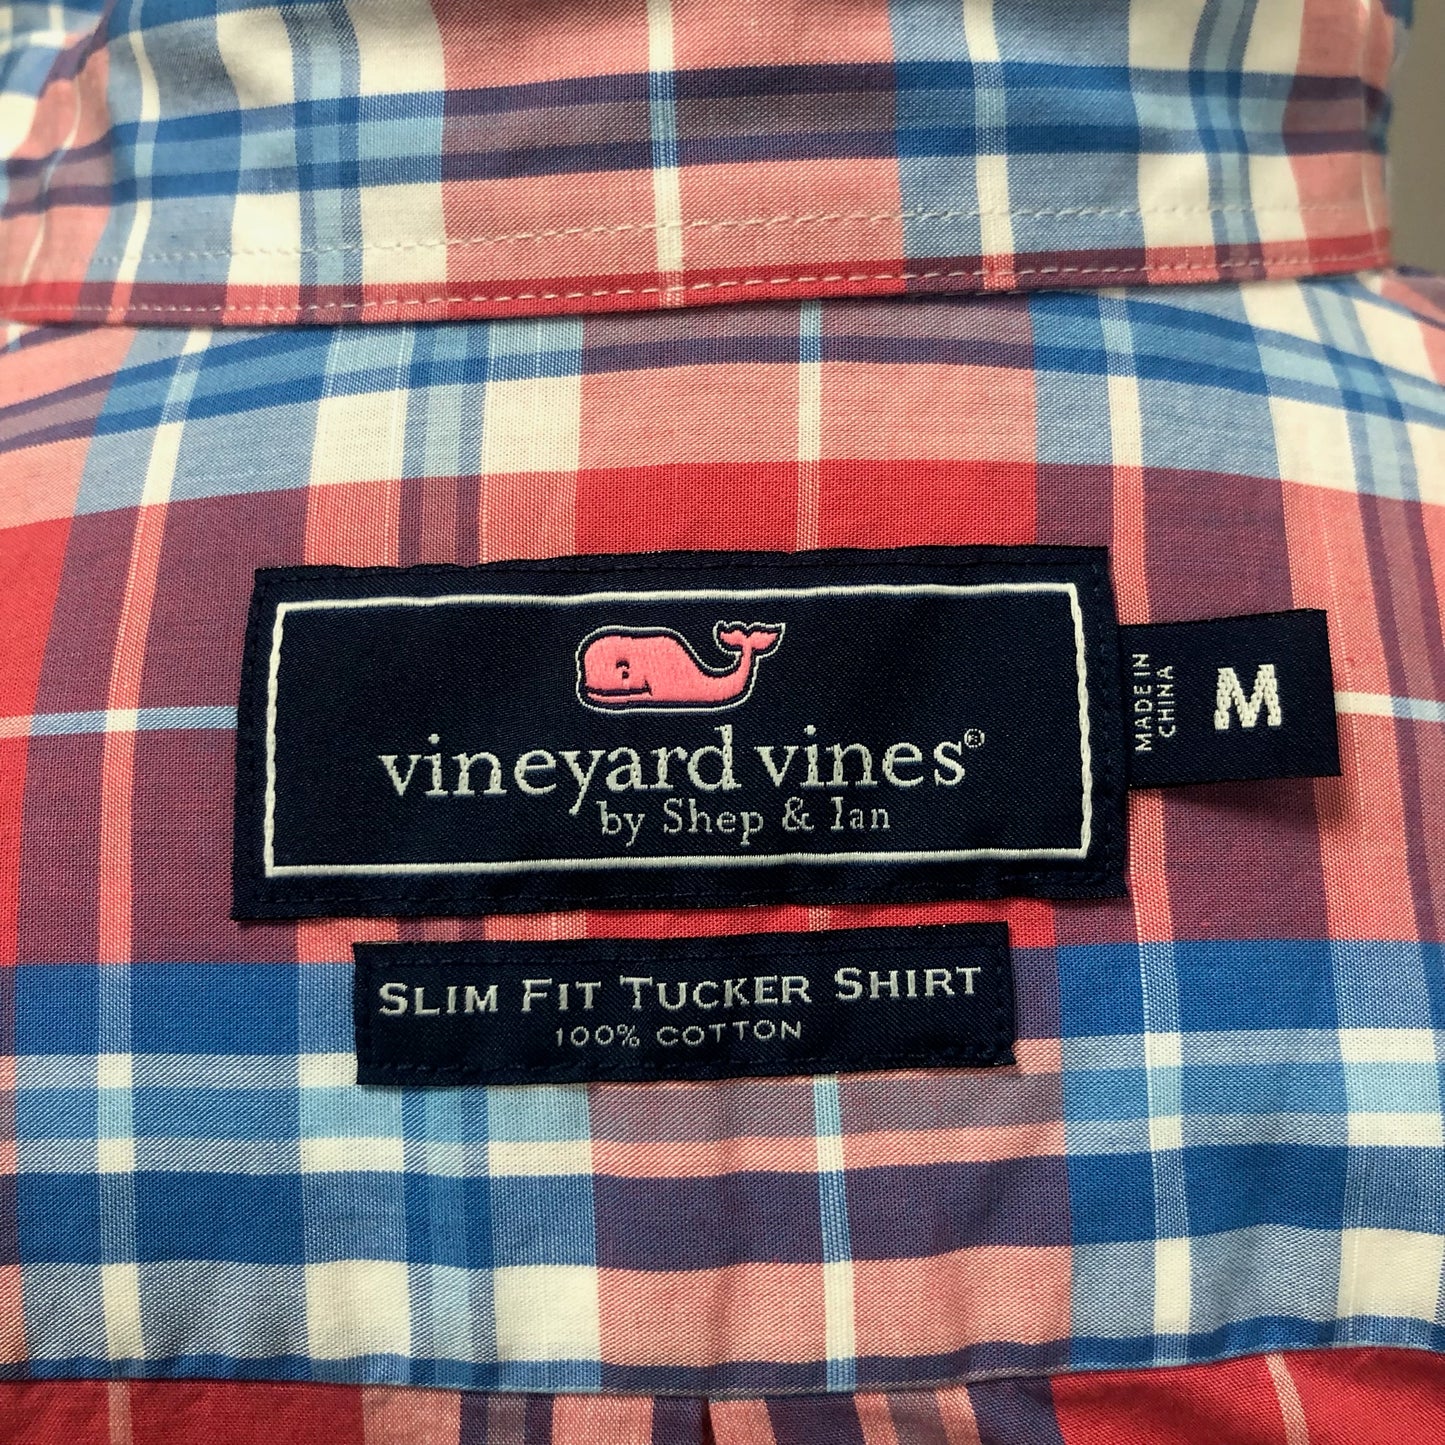 vineyard vines®
by Shep & Ian
MADE IN
CHINA
M
SLIM FIT TUCKER SHIRT
100% COTTON